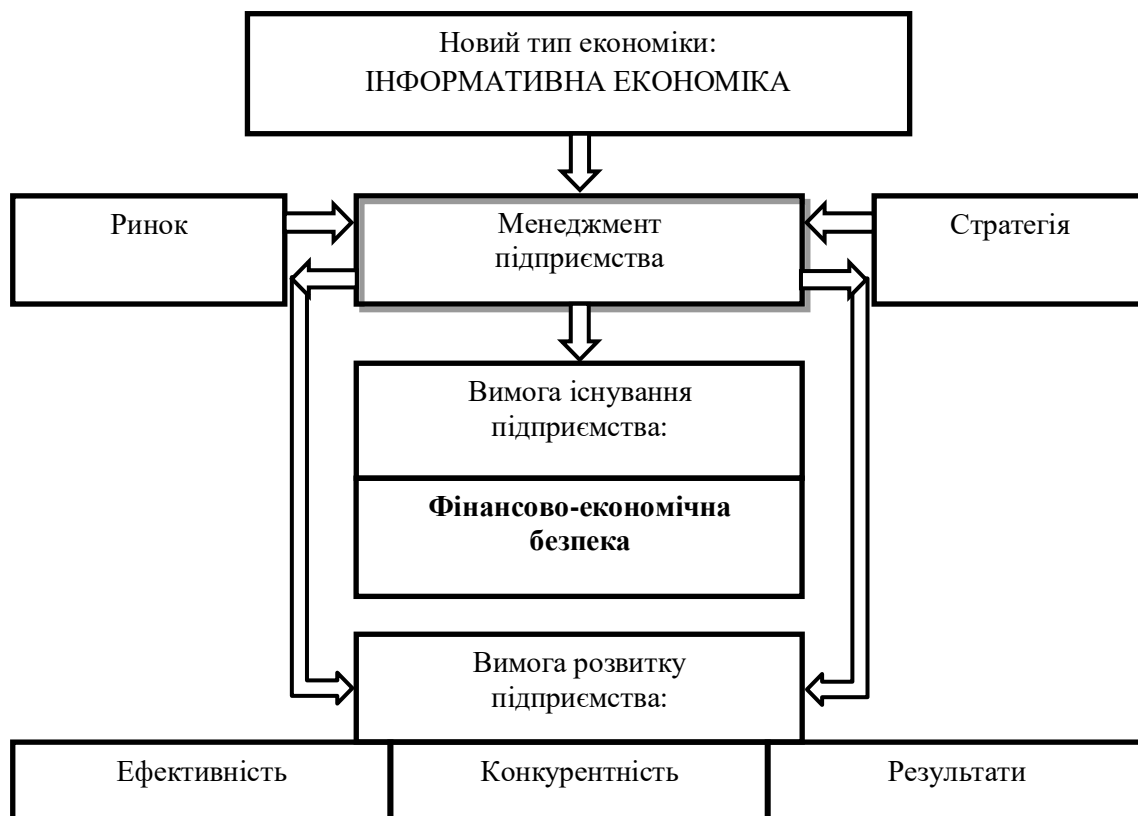 Новий тип економіки:
ІНФОРМАТИВНА ЕКОНОМІКА
Ринок
Менеджмент
підприємства
Стратегія
Вимога існування
підприємства:
Фінансово-економічна
безпека
Вимога розвитку
підприємства:
Ефективність
Конкурентність
Результати